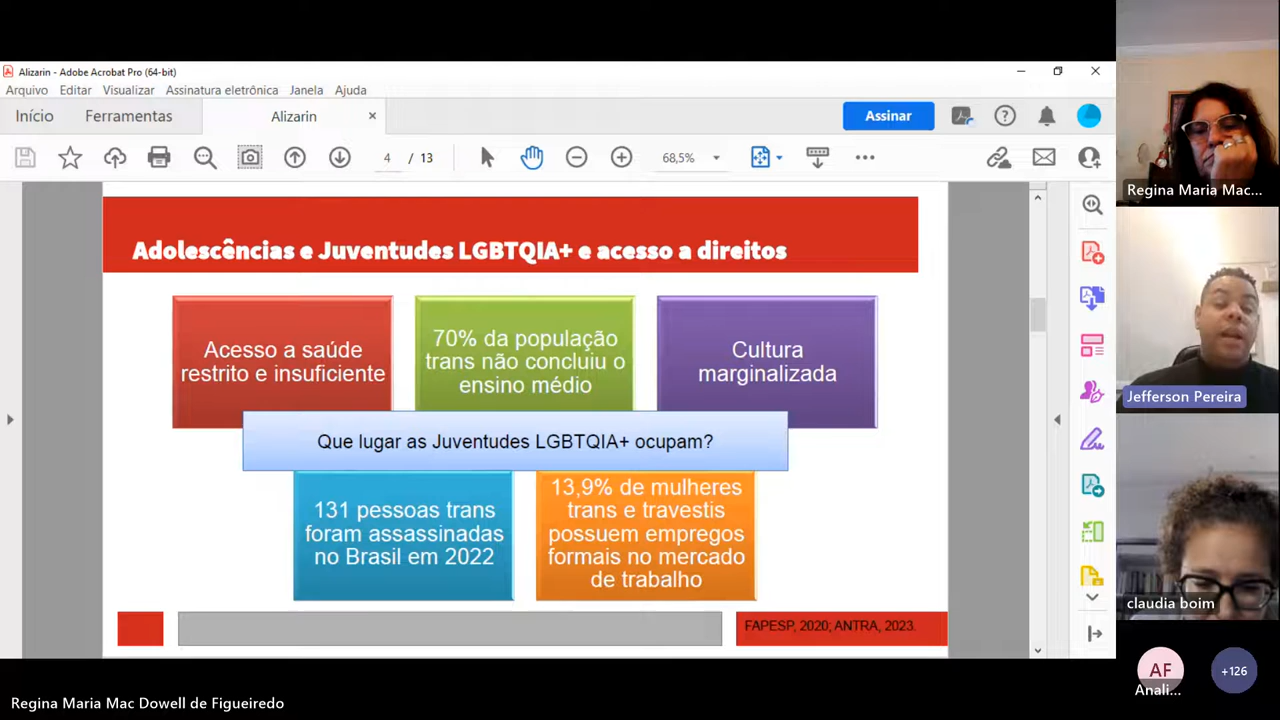 Alizarin - Adobe Acrobat Pro (64-bit)
Arquivo Editar Visualizar Assinatura eletrônica Janela Ajuda
Início Ferramentas Alizarin Assinar
4 / 13 68,5%
Adolescências e Juventudes LGBTQIA+ e acesso a direitos
Acesso a saúde
restrito e insuficiente
70% da população
trans não concluiu o
ensino médio
Cultura
marginalizada
Que lugar as Juventudes LGBTQIA+ ocupam?
131 pessoas trans
foram assassinadas
no Brasil em 2022
13,9% de mulheres
trans e travestis
possuem empregos
formais no mercado
de trabalho
FAPESP, 2020; ANTRA, 2023.
Regina Maria Mac...
Jefferson Pereira
claudia boim
AF
Anali...
+126
Regina Maria Mac Dowell de Figueiredo